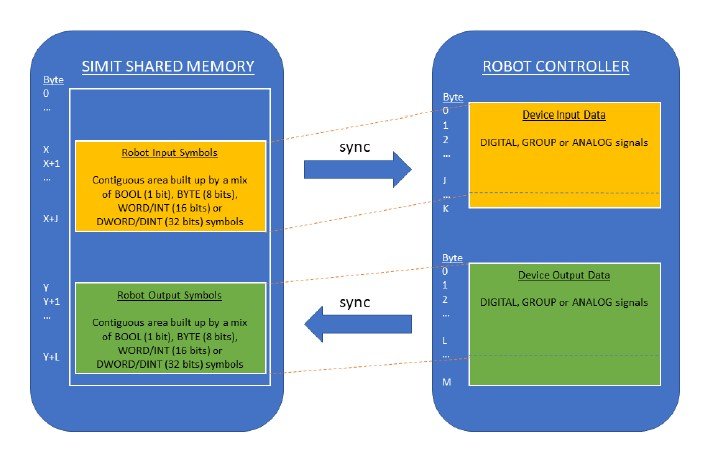 SIMIT SHARED MEMORY
Byte
0
...
X
X+1
...
X+J
Robot Input Symbols
Contiguous area built up by a mix
of BOOL (1 bit), BYTE (8 bits),
WORD/INT (16 bits) or
DWORD/DINT (32 bits) symbols
Y
Y+1
...
Y+L
Robot Output Symbols
Contiguous area built up by a mix
of BOOL (1 bit), BYTE (8 bits),
WORD/INT (16 bits) or
DWORD/DINT (32 bits) symbols
sync
sync
ROBOT CONTROLLER
Byte
0
1
2
...
J
...
K
Device Input Data
DIGITAL, GROUP or ANALOG signals
Byte
0
1
2
...
L
...
M
Device Output Data
DIGITAL, GROUP or ANALOG signals